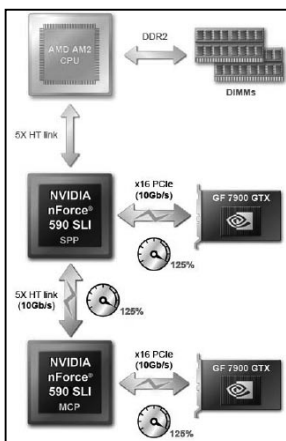 AMD AM2
CPU
DDR2
DIMMs
5X HT link
NVIDIA
nForce®
590 SLI
SPP
x16 PCIe
(10Gb/s)
125%
GF 7900 GTX
5X HT link
(10Gb/s)
125%
NVIDIA
nForce®
590 SLI
MCP
x16 PCIe
(10Gb/s)
125%
GF 7900 GTX